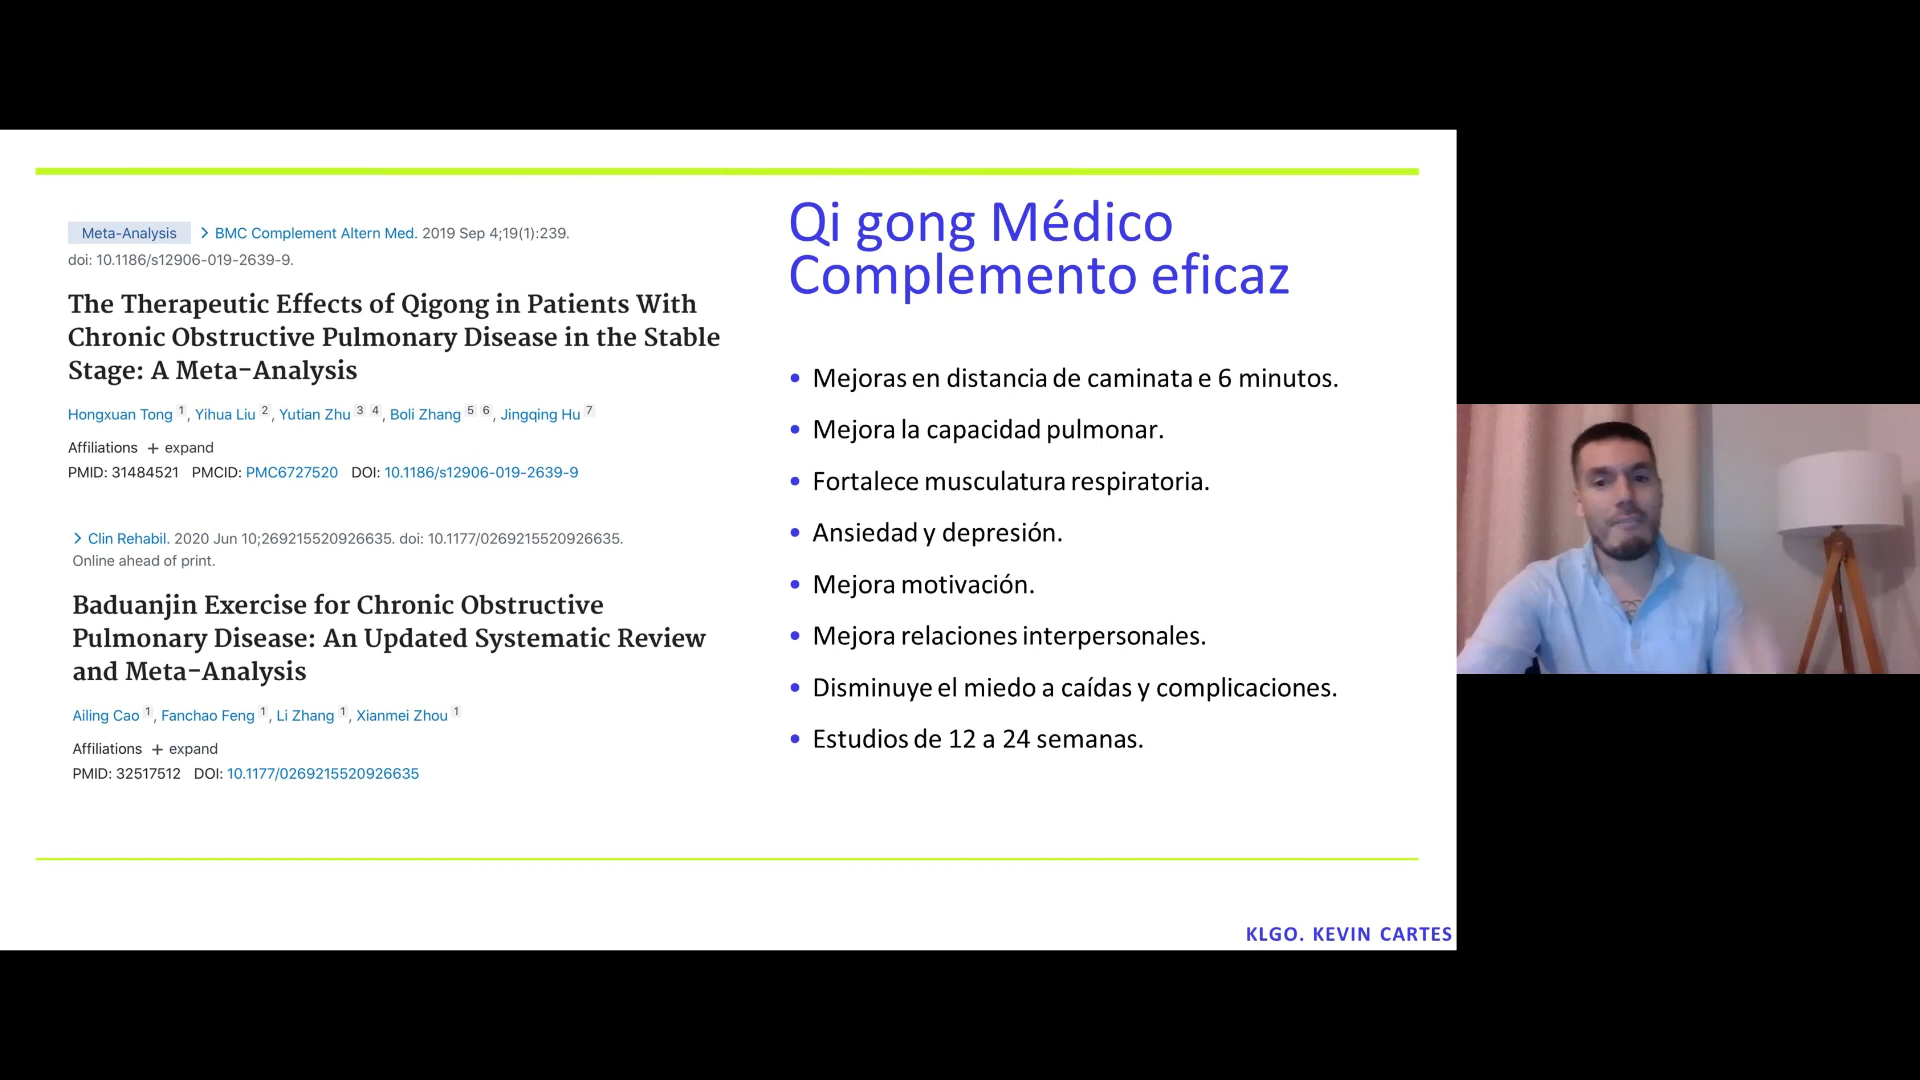 Meta-Analysis > BMC Complement Altern Med. 2019 Sep 4;19(1):239.
doi: 10.1186/s12906-019-2639-9.
The Therapeutic Effects of Qigong in Patients With
Chronic Obstructive Pulmonary Disease in the Stable
Stage: A Meta-Analysis
Hongxuan Tong 1, Yihua Liu 2, Yutian Zhu 3 4, Boli Zhang 5 6, Jingqing Hu 7
Affiliations + expand
PMID: 31484521 PMCID: PMC6727520 DOI: 10.1186/s12906-019-2639-9
> Clin Rehabil. 2020 Jun 10;269215520926635. doi: 10.1177/0269215520926635.
Online ahead of print.
Baduanjin Exercise for Chronic Obstructive
Pulmonary Disease: An Updated Systematic Review
and Meta-Analysis
Ailing Cao 1, Fanchao Feng 1, Li Zhang 1, Xianmei Zhou 1
Affiliations + expand
PMID: 32517512 DOI: 10.1177/0269215520926635
Qi gong Médico
Complemento eficaz
• Mejoras en distancia de caminata e 6 minutos.
• Mejora la capacidad pulmonar.
• Fortalece musculatura respiratoria.
• Ansiedad y depresión.
• Mejora motivación.
• Mejora relaciones interpersonales.
• Disminuye el miedo a caídas y complicaciones.
• Estudios de 12 a 24 semanas.
KLGO. KEVIN CARTES